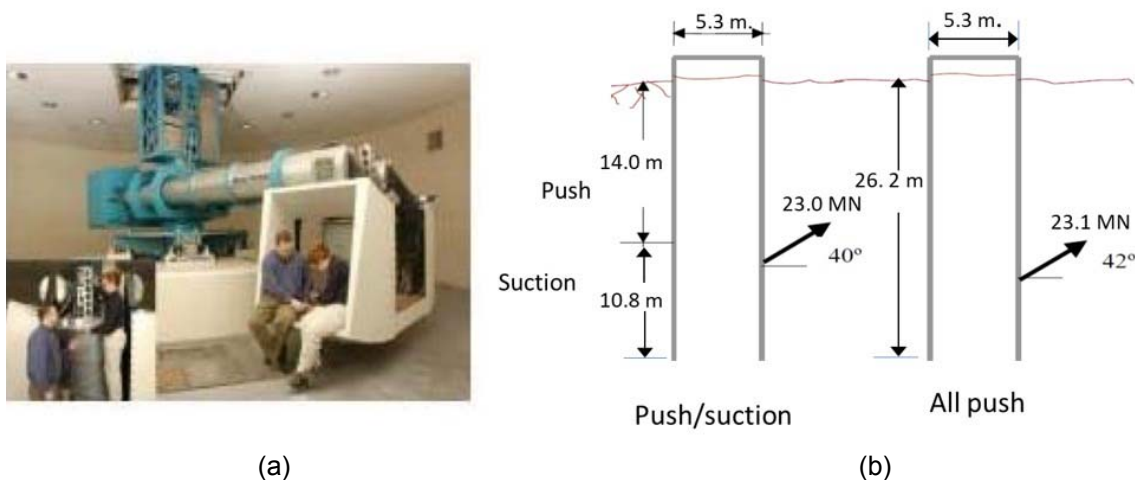 5.3 m.
5.3 m.
14.0 m
Push
26. 2 m
23.0 MN
23.1 MN
40°
42°
Suction
10.8 m
Push/suction
All push
(a)
(b)